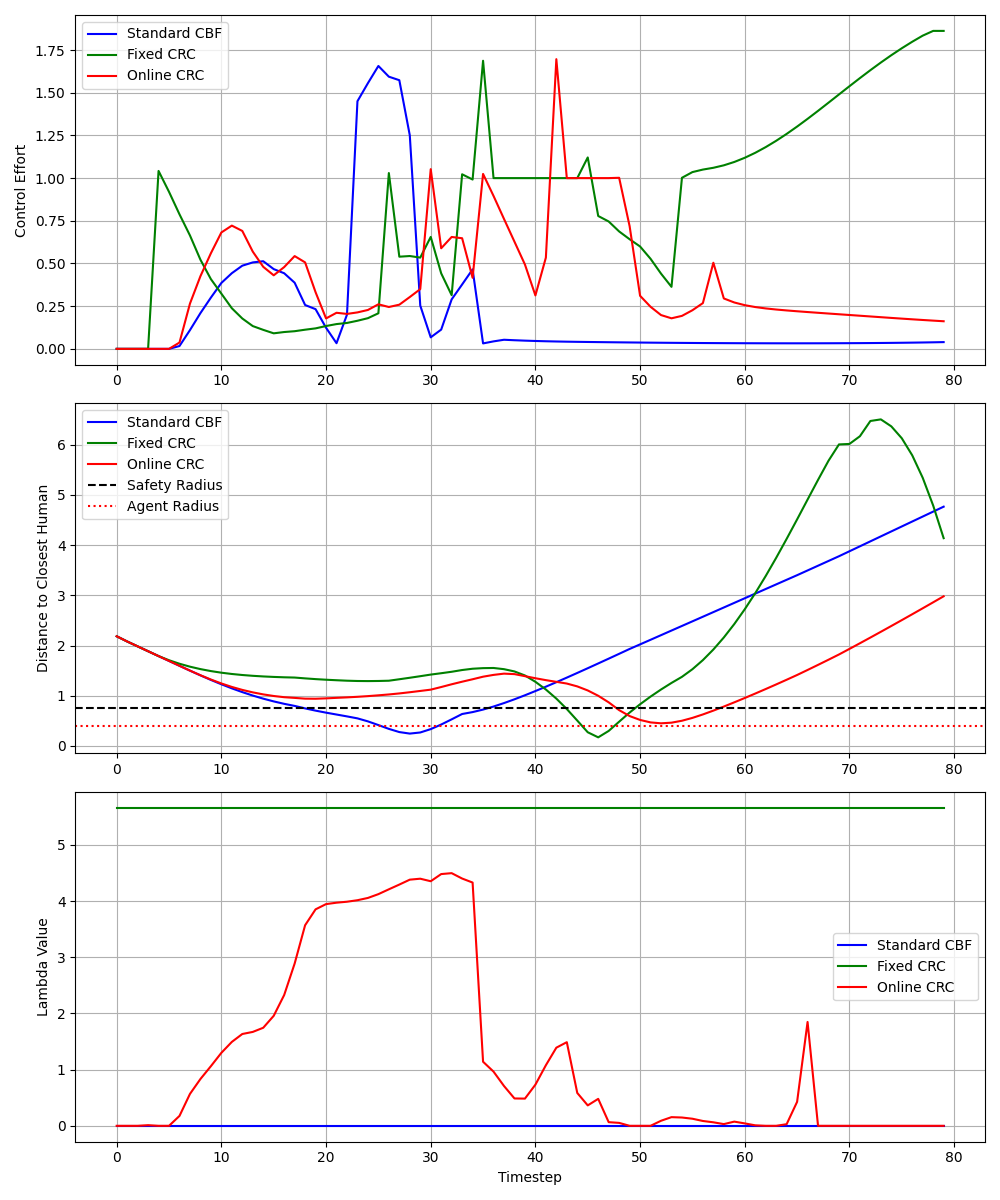 Control Effort
1.75
1.50
1.25
1.00
0.75
0.50
0.25
0.00
Standard CBF
Fixed CRC
Online CRC
0 10 20 30 40 50 60 70 80
Distance to Closest Human
6
5
4
3
2
1
0
Standard CBF
Fixed CRC
Online CRC
Safety Radius
Agent Radius
0 10 20 30 40 50 60 70 80
Lambda Value
5
4
3
2
1
0
Standard CBF
Fixed CRC
Online CRC
0 10 20 30 40 50 60 70 80
Timestep